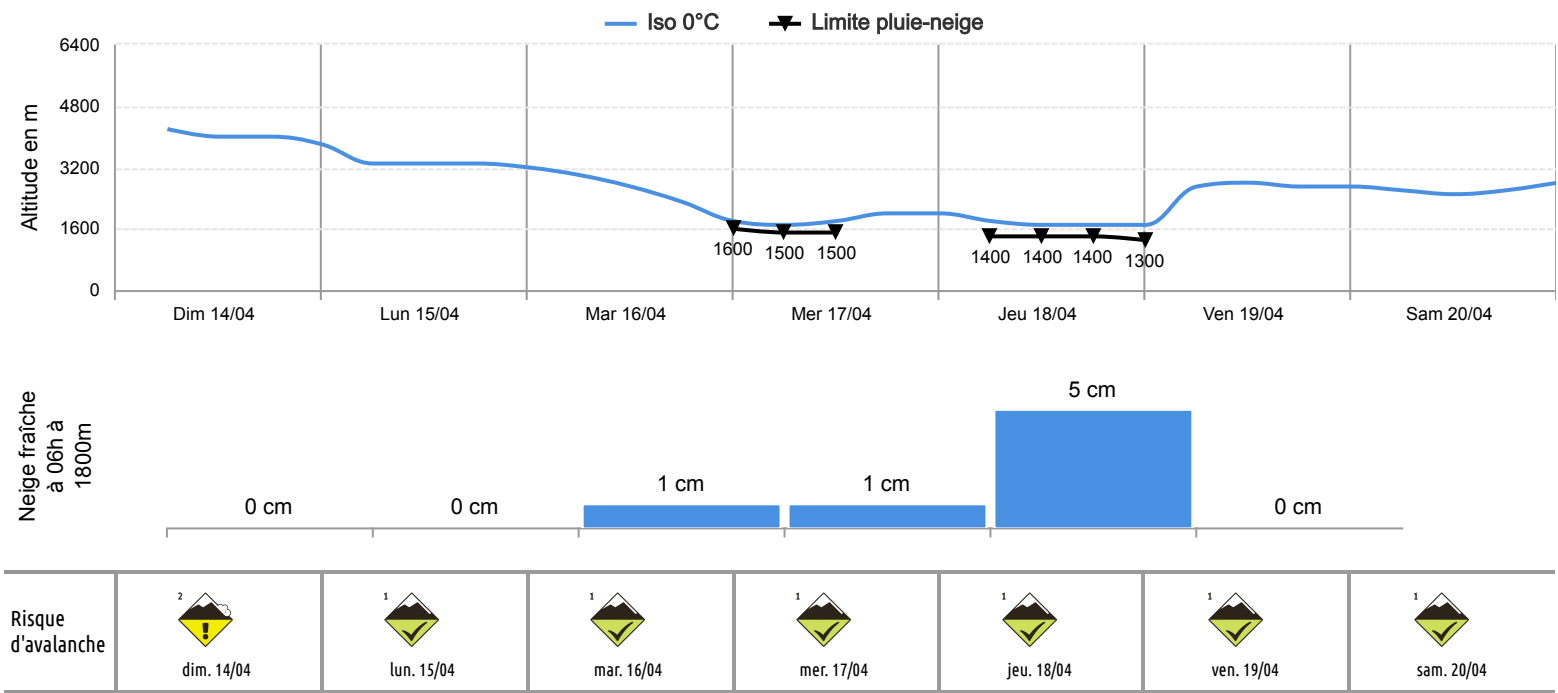 Iso 0°C Limite pluie-neige
Altitude en m
6400
4800
3200
1600
0
1600 1500 1500 1400 1400 1400 1300
Dim 14/04 Lun 15/04 Mar 16/04 Mer 17/04 Jeu 18/04 Ven 19/04 Sam 20/04
Neige fraîche
à 06h à
1800m
0 cm 0 cm 1 cm 1 cm 5 cm 0 cm
Risque
d'avalanche
2 1 1 1 1 1 1
!
dim. 14/04 lun. 15/04 mar. 16/04 mer. 17/04 jeu. 18/04 ven. 19/04 sam. 20/04